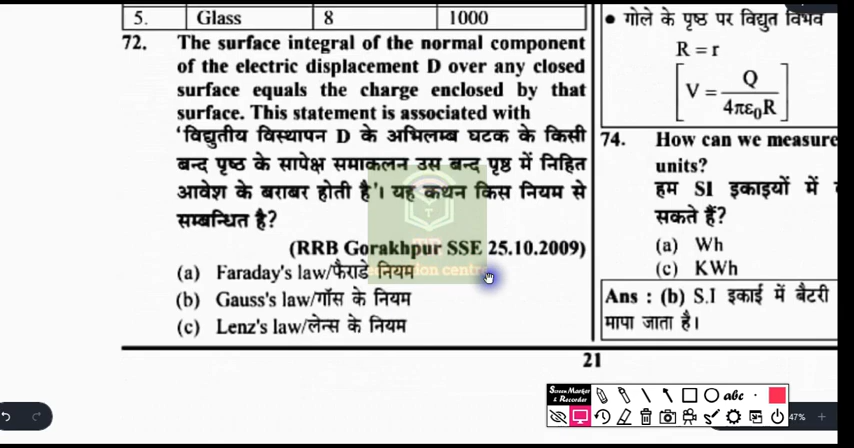 5. Glass 8 1000
72. The surface integral of the normal component
of the electric displacement D over any closed
surface equals the charge enclosed by that
surface. This statement is associated with
'विद्युतीय विस्थापन D के अभिलम्ब घटक के किसी
बन्द पृष्ठ के सापेक्ष समाकलन उस बन्द पृष्ठ में निहित
आवेश के बराबर होती है'। यह कथन किस नियम से
सम्बन्धित है?
(RRB Gorakhpur SSE 25.10.2009)
(a) Faraday's law/फैराडे नियम
(b) Gauss's law/गॉस के नियम
(c) Lenz's law/लेन्स के नियम
21
• गोले के पृष्ठ पर विद्युत विभव
R = r
[V = Q / 4πε₀R]
74. How can we measure
units?
हम SI इकाइयों में
सकते हैं?
(a) Wh
(c) KWh
Ans : (b) S.I इकाई में बैटरी
मापा जाता है।
Screen Marker
& Recorder
abc
47%